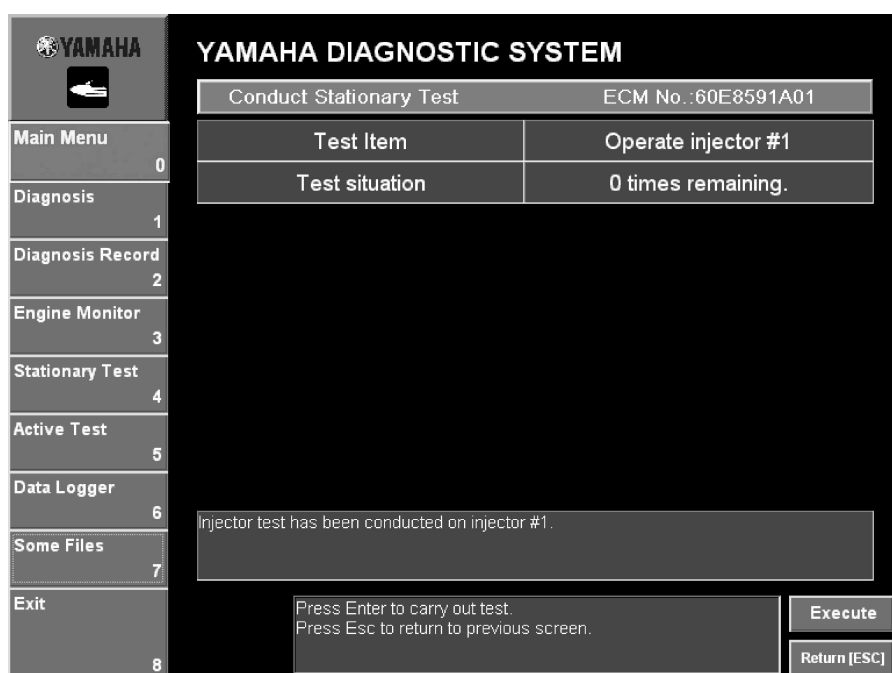 YAMAHA
YAMAHA DIAGNOSTIC SYSTEM
Conduct Stationary Test ECM No.:60E8591A01
Test Item Operate injector #1
Test situation 0 times remaining.
Main Menu
0
Diagnosis
1
Diagnosis Record
2
Engine Monitor
3
Stationary Test
4
Active Test
5
Data Logger
6
Some Files
7
Exit
8
Injector test has been conducted on injector #1.
Press Enter to carry out test.
Press Esc to return to previous screen.
Execute
Return [ESC]